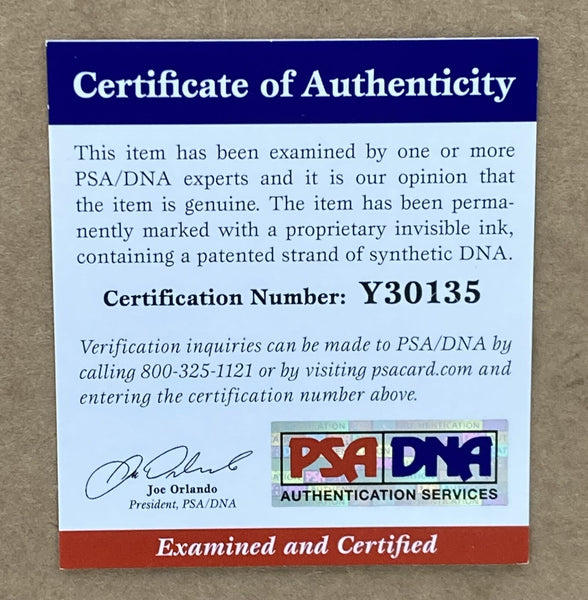 Certificate of Authenticity
This item has been examined by one or more
PSA/DNA experts and it is our opinion that
the item is genuine. The item has been perma-
nently marked with a proprietary invisible ink,
containing a patented strand of synthetic DNA.
Certification Number: Y30135
Verification inquiries can be made to PSA/DNA by
calling 800-325-1121 or by visiting psacard.com and
entering the certification number above.
Joe Orlando
President, PSA/DNA
PSA DNA
AUTHENTICATION SERVICES
Examined and Certified